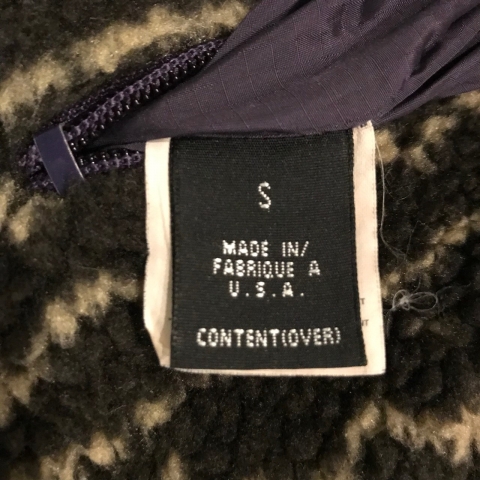 S
MADE IN/
FABRIQUE A
U.S.A.
CONTENT(OVER)